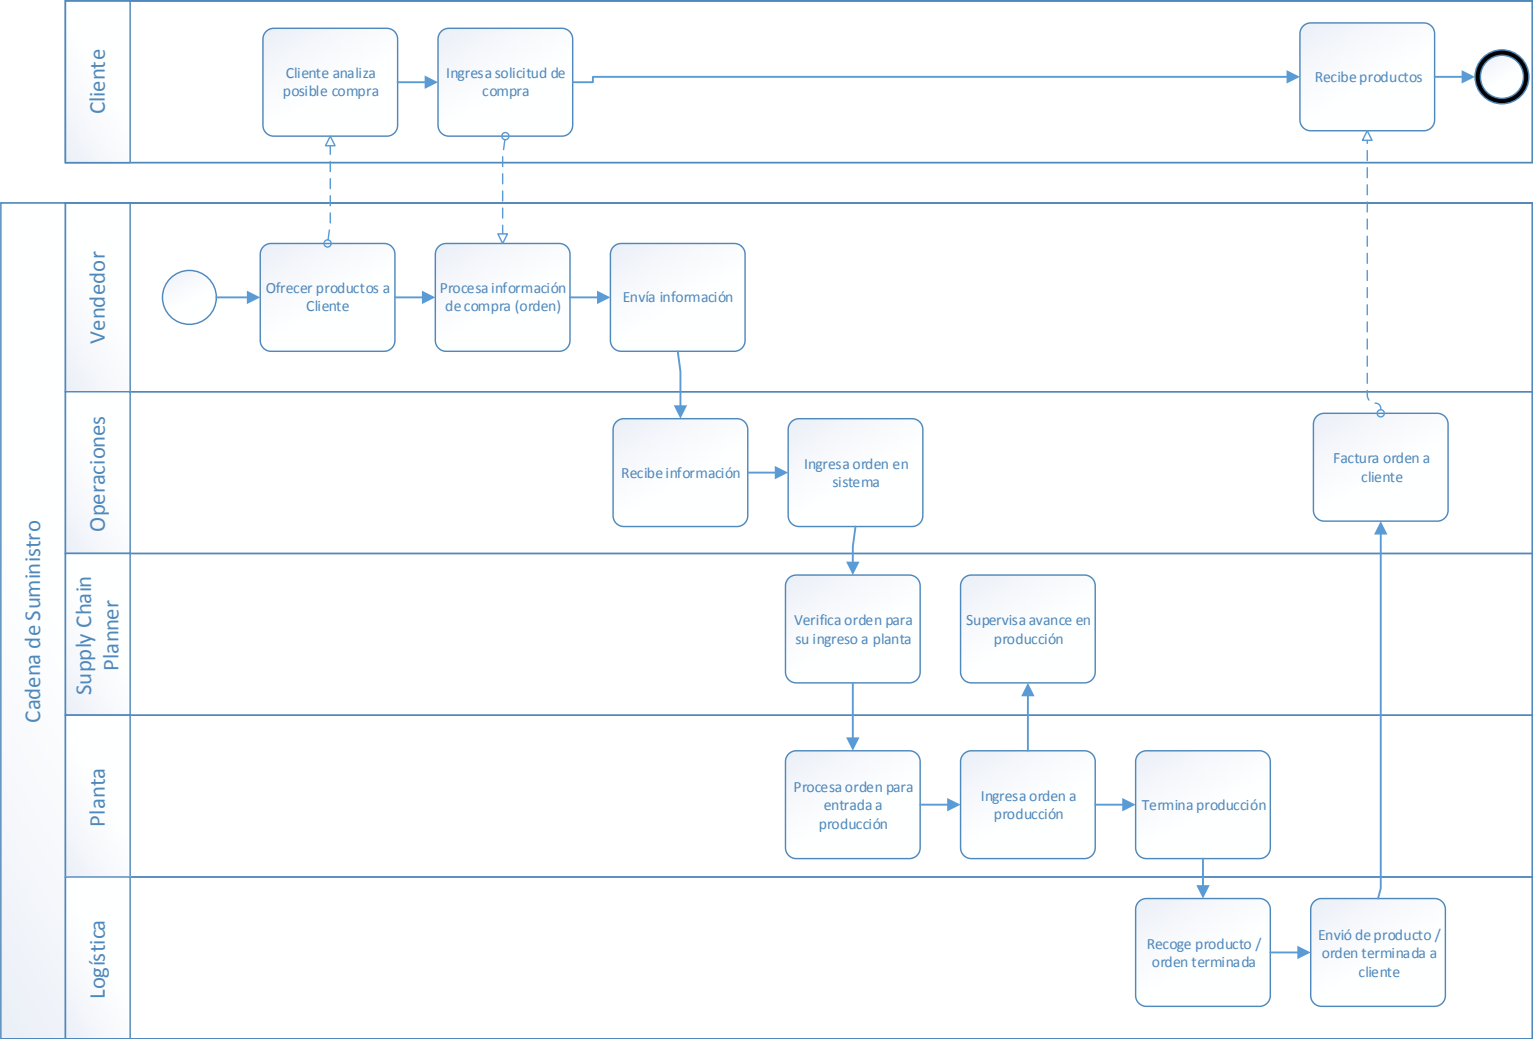 Cliente
Cliente analiza
posible compra
Ingresa solicitud de
compra
Recibe productos
Cadena de Suministro
Vendedor
Ofrecer productos a
Cliente
Procesa información
de compra (orden)
Envía información
Operaciones
Recibe información
Ingresa orden en
sistema
Factura orden a
cliente
Supply Chain
Planner
Verifica orden para
su ingreso a planta
Supervisa avance en
producción
Planta
Procesa orden para
entrada a
producción
Ingresa orden a
producción
Termina producción
Logística
Recoge producto /
orden terminada
Envió de producto /
orden terminada a
cliente